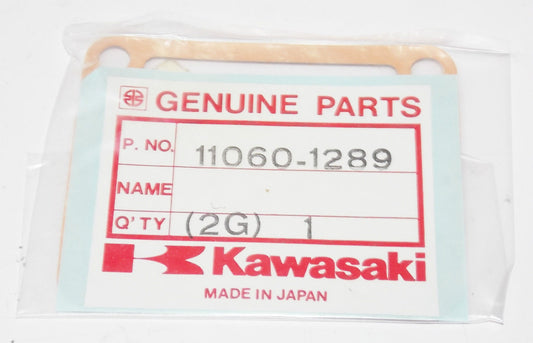 GENUINE PARTS
P. NO. 11060-1289
NAME
Q'TY (2G) 1
Kawasaki
MADE IN JAPAN